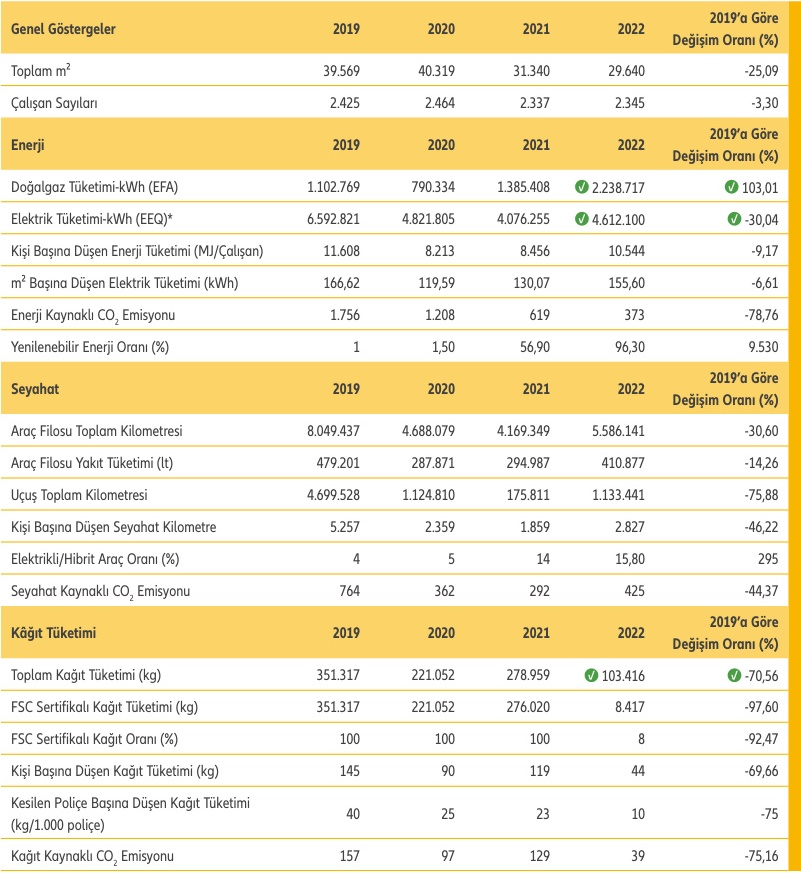 Genel Göstergeler 2019 2020 2021 2022 2019’a Göre Değişim Oranı (%)
Toplam m² 39.569 40.319 31.340 29.640 -25,09
Çalışan Sayıları 2.425 2.464 2.337 2.345 -3,30
Enerji 2019 2020 2021 2022 2019’a Göre Değişim Oranı (%)
Doğalgaz Tüketimi-kWh (EFA) 1.102.769 790.334 1.385.408 ✓ 2.238.717 ✓ 103,01
Elektrik Tüketimi-kWh (EEQ)* 6.592.821 4.821.805 4.076.255 ✓ 4.612.100 ✓ -30,04
Kişi Başına Düşen Enerji Tüketimi (MJ/Çalışan) 11.608 8.213 8.456 10.544 -9,17
m² Başına Düşen Elektrik Tüketimi (kWh) 166,62 119,59 130,07 155,60 -6,61
Enerji Kaynaklı CO₂ Emisyonu 1.756 1.208 619 373 -78,76
Yenilenebilir Enerji Oranı (%) 1 1,50 56,90 96,30 9.530
Seyahat 2019 2020 2021 2022 2019’a Göre Değişim Oranı (%)
Araç Filosu Toplam Kilometresi 8.049.437 4.688.079 4.169.349 5.586.141 -30,60
Araç Filosu Yakıt Tüketimi (lt) 479.201 287.871 294.987 410.877 -14,26
Uçuş Toplam Kilometresi 4.699.528 1.124.810 175.811 1.133.441 -75,88
Kişi Başına Düşen Seyahat Kilometre 5.257 2.359 1.859 2.827 -46,22
Elektrikli/Hibrit Araç Oranı (%) 4 5 14 15,80 295
Seyahat Kaynaklı CO₂ Emisyonu 764 362 292 425 -44,37
Kâğıt Tüketimi 2019 2020 2021 2022 2019’a Göre Değişim Oranı (%)
Toplam Kağıt Tüketimi (kg) 351.317 221.052 278.959 ✓ 103.416 ✓ -70,56
FSC Sertifikalı Kağıt Tüketimi (kg) 351.317 221.052 276.020 8.417 -97,60
FSC Sertifikalı Kağıt Oranı (%) 100 100 100 8 -92,47
Kişi Başına Düşen Kağıt Tüketimi (kg) 145 90 119 44 -69,66
Kesilen Poliçe Başına Düşen Kağıt Tüketimi
(kg/1.000 poliçe) 40 25 23 10 -75
Kağıt Kaynaklı CO₂ Emisyonu 157 97 129 39 -75,16